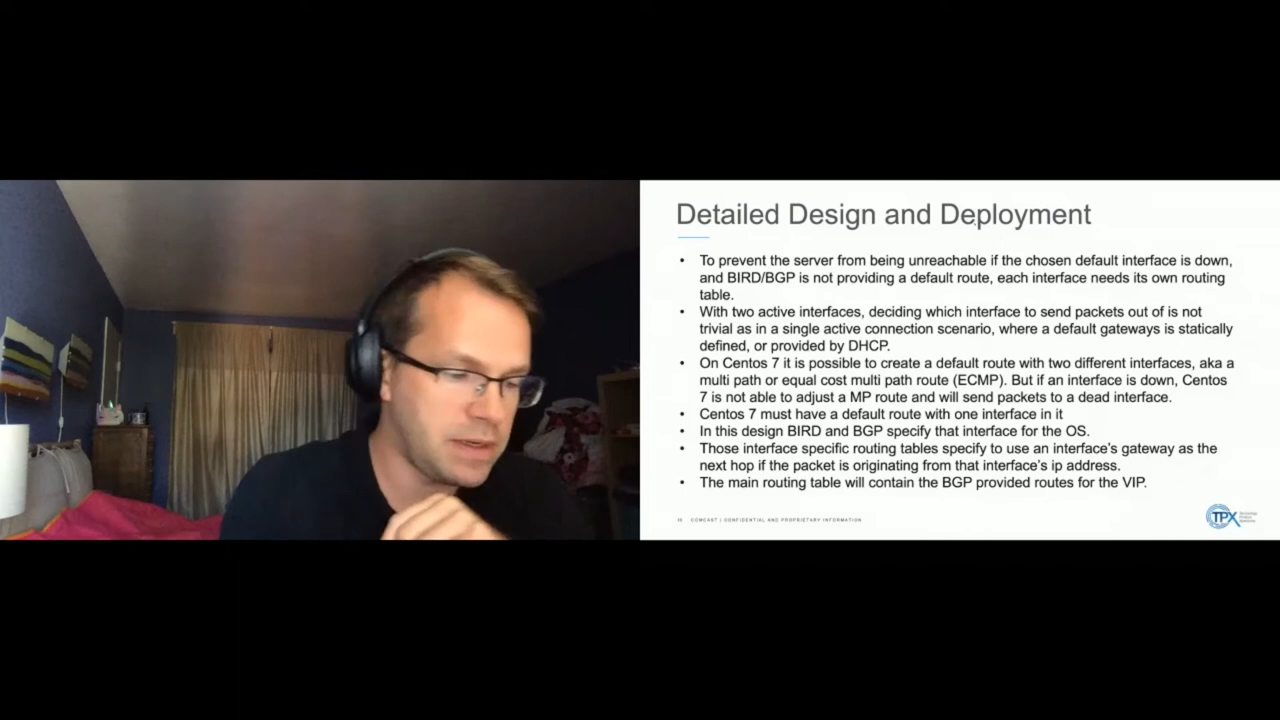 Detailed Design and Deployment
• To prevent the server from being unreachable if the chosen default interface is down,
and BIRD/BGP is not providing a default route, each interface needs its own routing
table.
• With two active interfaces, deciding which interface to send packets out of is not
trivial as in a single active connection scenario, where a default gateways is statically
defined, or provided by DHCP.
• On Centos 7 it is possible to create a default route with two different interfaces, aka a
multi path or equal cost multi path route (ECMP). But if an interface is down, Centos
7 is not able to adjust a MP route and will send packets to a dead interface.
• Centos 7 must have a default route with one interface in it
• In this design BIRD and BGP specify that interface for the OS.
• Those interface specific routing tables specify to use an interface's gateway as the
next hop if the packet is originating from that interface's ip address.
• The main routing table will contain the BGP provided routes for the VIP.
COMCAST | CONFIDENTIAL AND PROPRIETARY INFORMATION
TPX